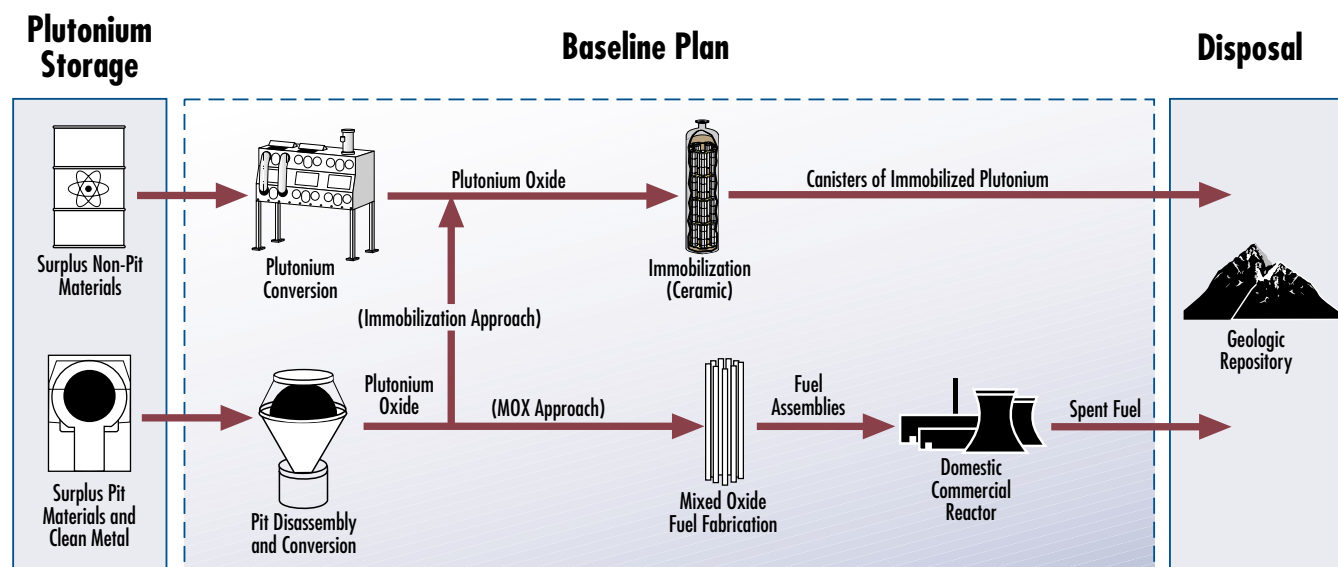 Plutonium
Storage
Baseline Plan
Disposal
Surplus Non-Pit
Materials
Plutonium
Conversion
Plutonium Oxide
Immobilization
(Ceramic)
Canisters of Immobilized Plutonium
(Immobilization Approach)
Geologic
Repository
Surplus Pit
Materials and
Clean Metal
Pit Disassembly
and Conversion
Plutonium
Oxide
(MOX Approach)
Mixed Oxide
Fuel Fabrication
Fuel
Assemblies
Domestic
Commercial
Reactor
Spent Fuel